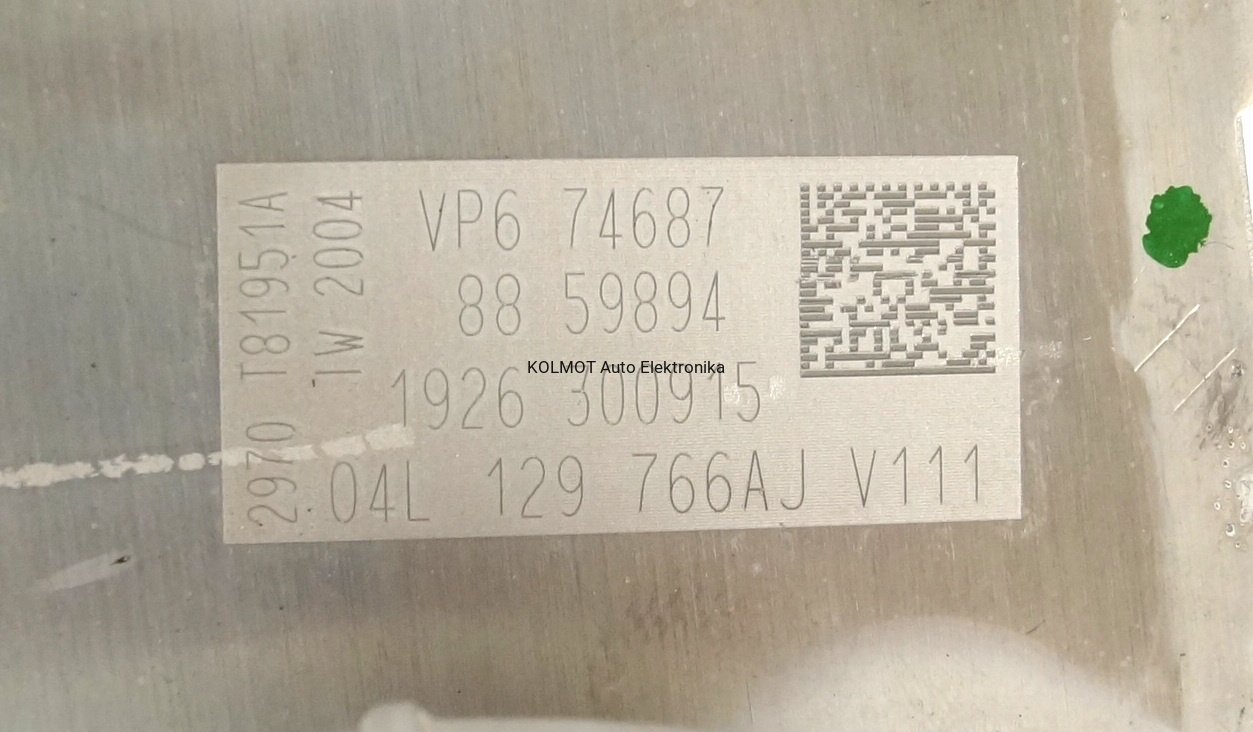 VP6 74687
88 59894
KOLMOT Auto Elektronika
1926 300915
04L 129 766AJ V111
2970 T81951A
1W 2004